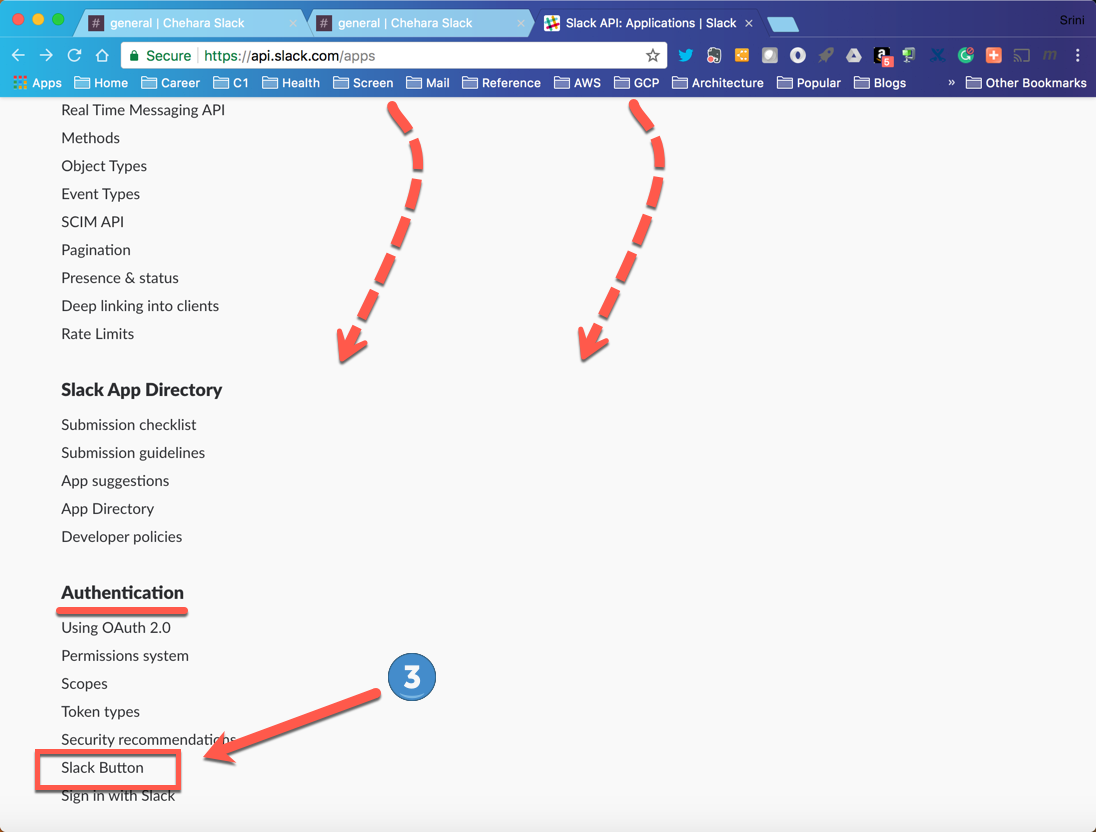 Srini
# general | Chehara Slack
# general | Chehara Slack
Slack API: Applications | Slack
Secure | https://api.slack.com/apps
5
m
Apps Home Career C1 Health Screen Mail Reference AWS GCP Architecture Popular Blogs » Other Bookmarks
Real Time Messaging API
Methods
Object Types
Event Types
SCIM API
Pagination
Presence & status
Deep linking into clients
Rate Limits
Slack App Directory
Submission checklist
Submission guidelines
App suggestions
App Directory
Developer policies
Authentication
Using OAuth 2.0
Permissions system
Scopes
3
Token types
Security recommendations
Slack Button
Sign in with Slack